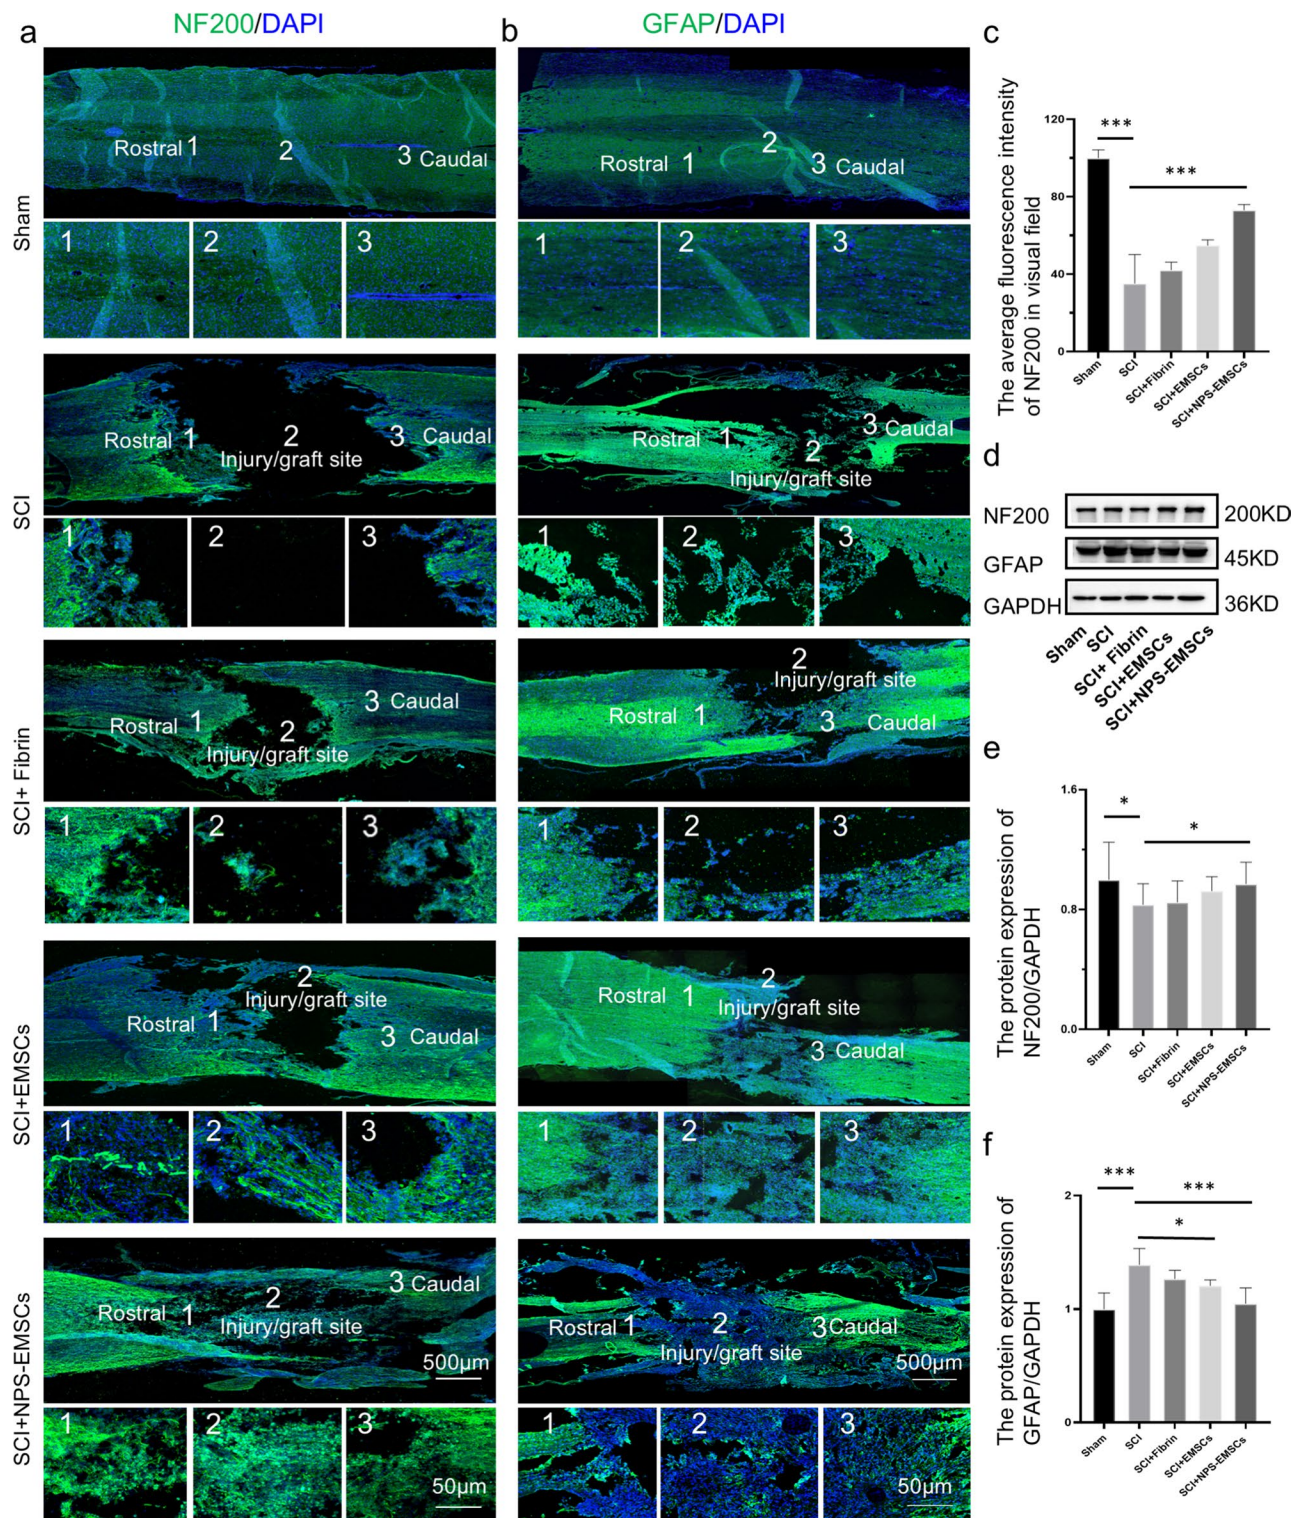 a
NF200/DAPI
b
GFAP/DAPI
Sham
Rostral 1
2
3 Caudal
1
2
3
Rostral 1
2
3 Caudal
1
2
3
SCI
Rostral 1
2
Injury/graft site
3 Caudal
1
2
3
Rostral 1
2
Injury/graft site
3 Caudal
1
2
3
SCI+ Fibrin
Rostral 1
2
Injury/graft site
3 Caudal
1
2
3
Rostral 1
2
Injury/graft site
3 Caudal
1
2
3
SCI+EMSCs
Rostral 1
2
Injury/graft site
3 Caudal
1
2
3
Rostral 1
2
Injury/graft site
3 Caudal
1
2
3
SCI+NPS-EMSCs
Rostral 1
2
Injury/graft site
3 Caudal
500μm
1
2
3
50μm
Rostral 1
2
Injury/graft site
3 Caudal
500μm
1
2
3
50μm
c
The average fluorescence intensity
of NF200 in visual field
120
80
40
0
***
***
Sham
SCI
SCI+Fibrin
SCI+EMSCs
SCI+NPS-EMSCs
d
NF200
200KD
GFAP
45KD
GAPDH
36KD
Sham
SCI
SCI+ Fibrin
SCI+EMSCs
SCI+NPS-EMSCs
e
The protein expression of
NF200/GAPDH
1.6
0.8
0.0
*
*
Sham
SCI
SCI+Fibrin
SCI+EMSCs
SCI+NPS-EMSCs
f
The protein expression of
GFAP/GAPDH
2
1
0
***
***
*
Sham
SCI
SCI+Fibrin
SCI+EMSCs
SCI+NPS-EMSCs